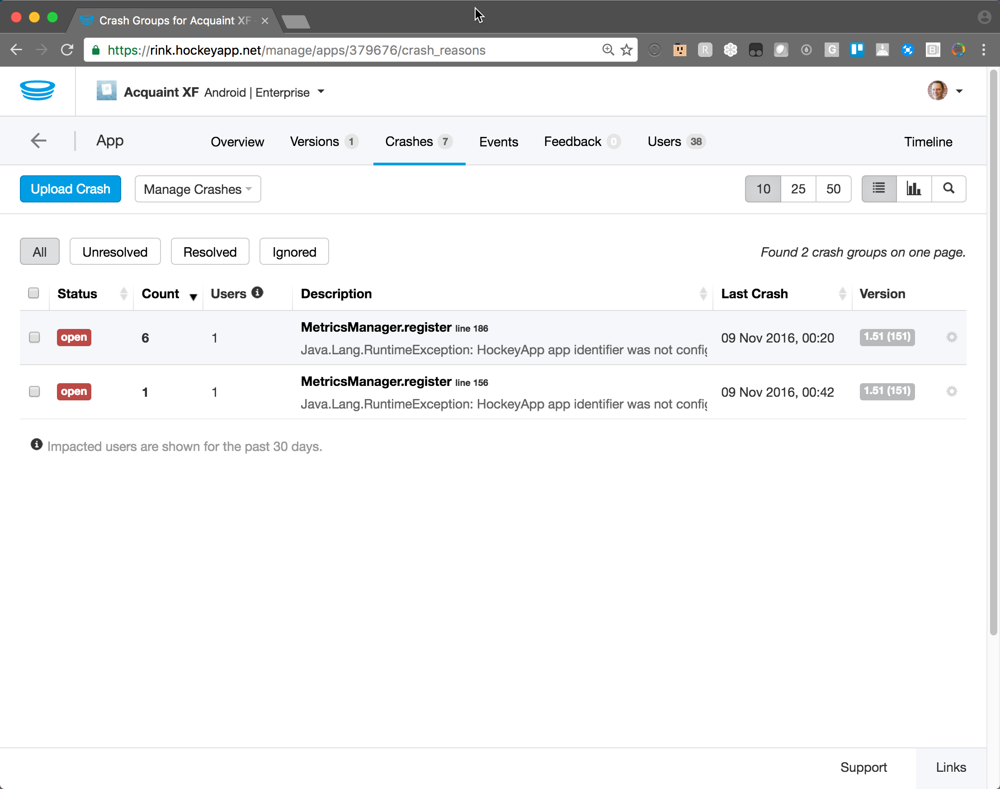 Crash Groups for Acquaint XF -
https://rink.hockeyapp.net/manage/apps/379676/crash_reasons
R
G
B
Acquaint XF Android | Enterprise
App
Overview
Versions 1
Crashes 7
Events
Feedback 0
Users 38
Timeline
Upload Crash
Manage Crashes
10
25
50
All
Unresolved
Resolved
Ignored
Found 2 crash groups on one page.
Status
Count
Users
Description
Last Crash
Version
open
6
1
MetricsManager.register line 186
Java.Lang.RuntimeException: HockeyApp app identifier was not config
09 Nov 2016, 00:20
1.51 (151)
open
1
1
MetricsManager.register line 156
Java.Lang.RuntimeException: HockeyApp app identifier was not config
09 Nov 2016, 00:42
1.51 (151)
Impacted users are shown for the past 30 days.
Support
Links